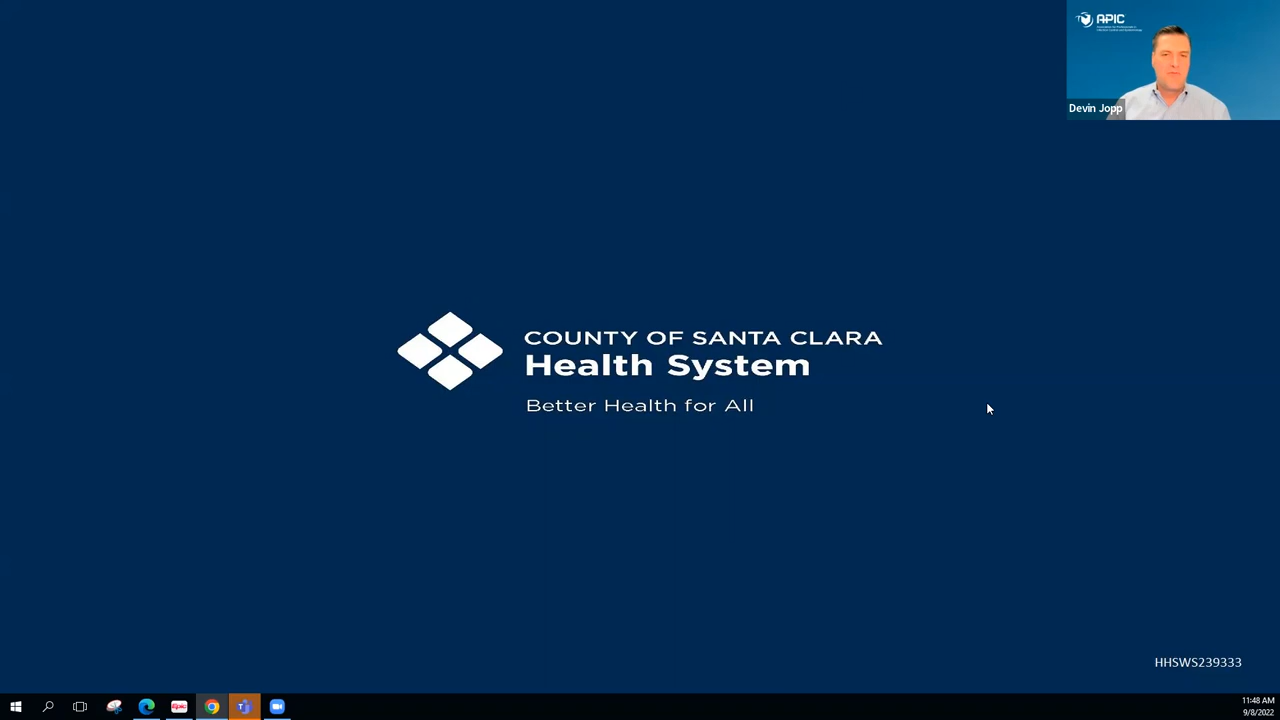 APIC
Devin Jopp
COUNTY OF SANTA CLARA
Health System
Better Health for All
HHSWS239333
Epic
11:48 AM
9/8/2022